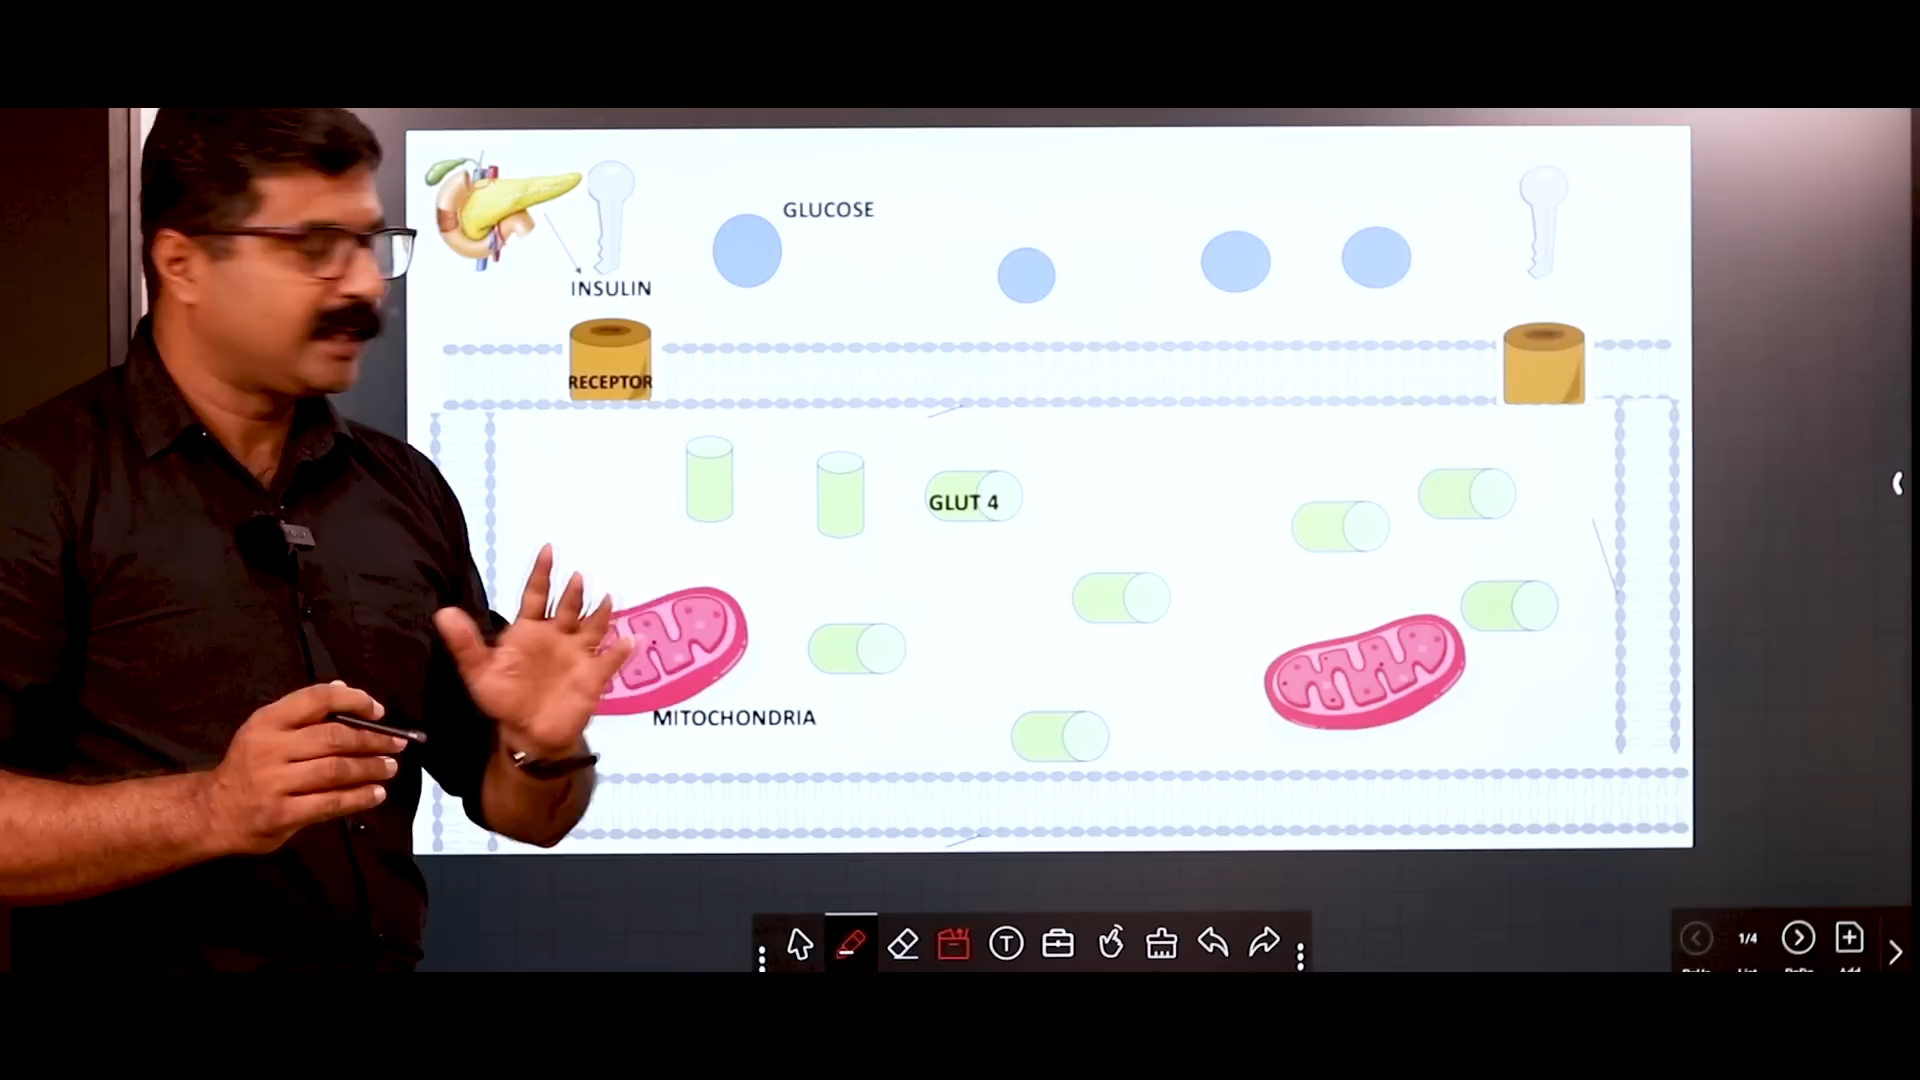 GLUCOSE
INSULIN
RECEPTOR
GLUT 4
MITOCHONDRIA
T
1/4